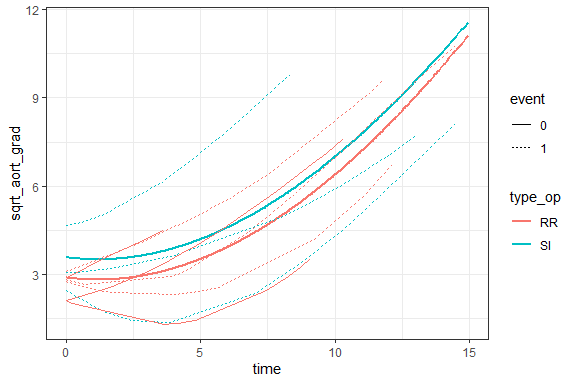 12
9
6
3
sqrt_aort_grad
0
5
10
15
time
event
0
1
type_op
RR
SI